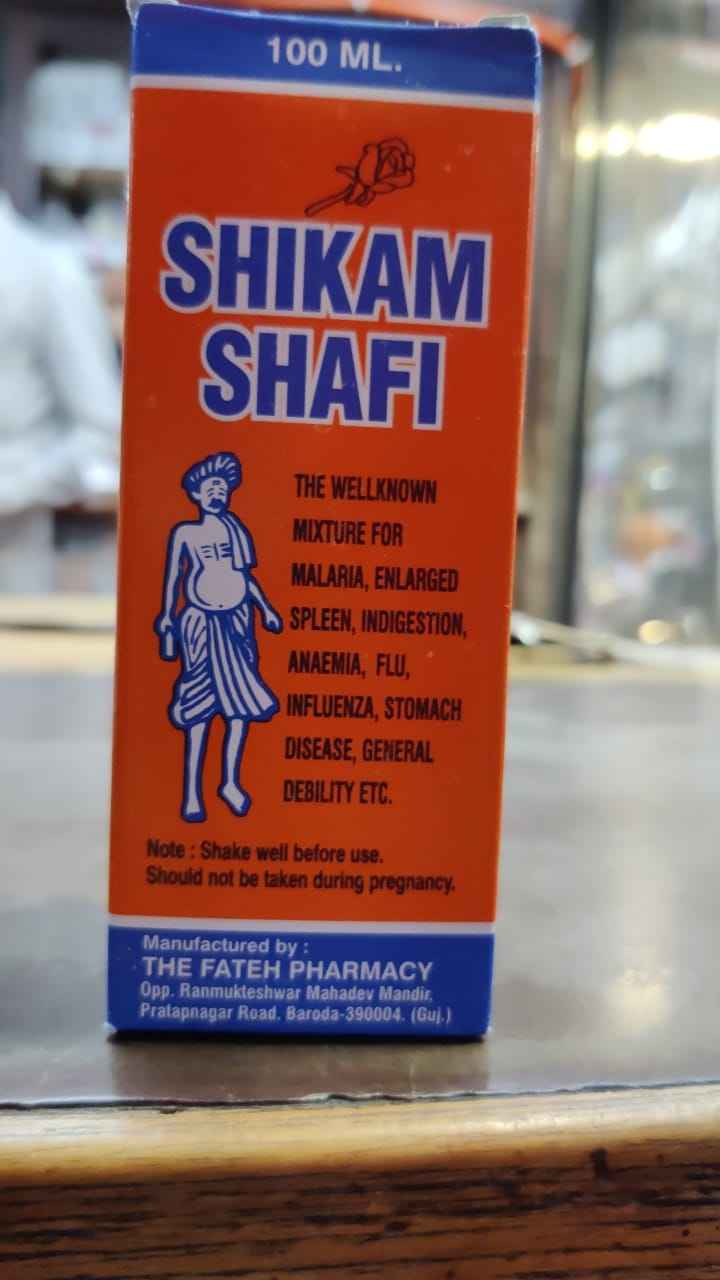 100 ML.
SHIKAM
SHAFI
THE WELLKNOWN
MIXTURE FOR
MALARIA, ENLARGED
SPLEEN, INDIGESTION,
ANAEMIA, FLU,
INFLUENZA, STOMACH
DISEASE, GENERAL
DEBILITY ETC.
Note : Shake well before use.
Should not be taken during pregnancy.
Manufactured by :
THE FATEH PHARMACY
Opp. Ranmukteshwar Mahadev Mandir,
Pratapnagar Road. Baroda-390004. (Guj.)